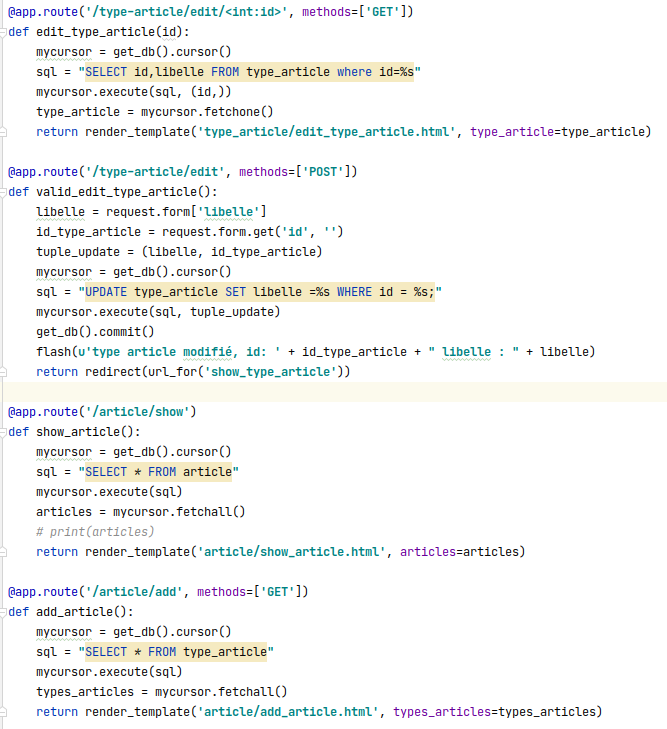 @app.route('/type-article/edit/<int:id>', methods=['GET'])
def edit_type_article(id):
    mycursor = get_db().cursor()
    sql = "SELECT id,libelle FROM type_article where id=%s"
    mycursor.execute(sql, (id,))
    type_article = mycursor.fetchone()
    return render_template('type_article/edit_type_article.html', type_article=type_article)

@app.route('/type-article/edit', methods=['POST'])
def valid_edit_type_article():
    libelle = request.form['libelle']
    id_type_article = request.form.get('id', '')
    tuple_update = (libelle, id_type_article)
    mycursor = get_db().cursor()
    sql = "UPDATE type_article SET libelle =%s WHERE id = %s;"
    mycursor.execute(sql, tuple_update)
    get_db().commit()
    flash(u'type article modifié, id: ' + id_type_article + " libelle : " + libelle)
    return redirect(url_for('show_type_article'))

@app.route('/article/show')
def show_article():
    mycursor = get_db().cursor()
    sql = "SELECT * FROM article"
    mycursor.execute(sql)
    articles = mycursor.fetchall()
    # print(articles)
    return render_template('article/show_article.html', articles=articles)

@app.route('/article/add', methods=['GET'])
def add_article():
    mycursor = get_db().cursor()
    sql = "SELECT * FROM type_article"
    mycursor.execute(sql)
    types_articles = mycursor.fetchall()
    return render_template('article/add_article.html', types_articles=types_articles)